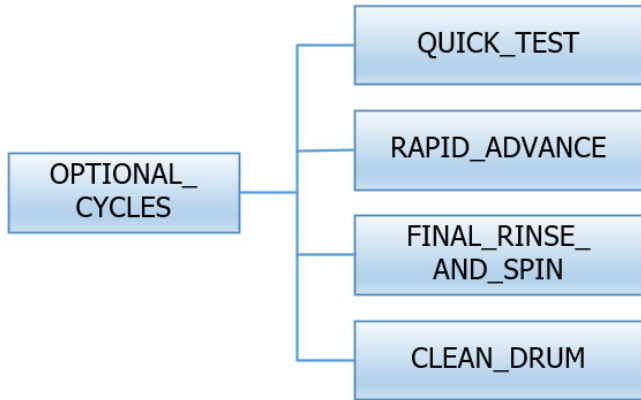 QUICK_TEST
RAPID_ADVANCE
OPTIONAL_
CYCLES
FINAL_RINSE_
AND_SPIN
CLEAN_DRUM